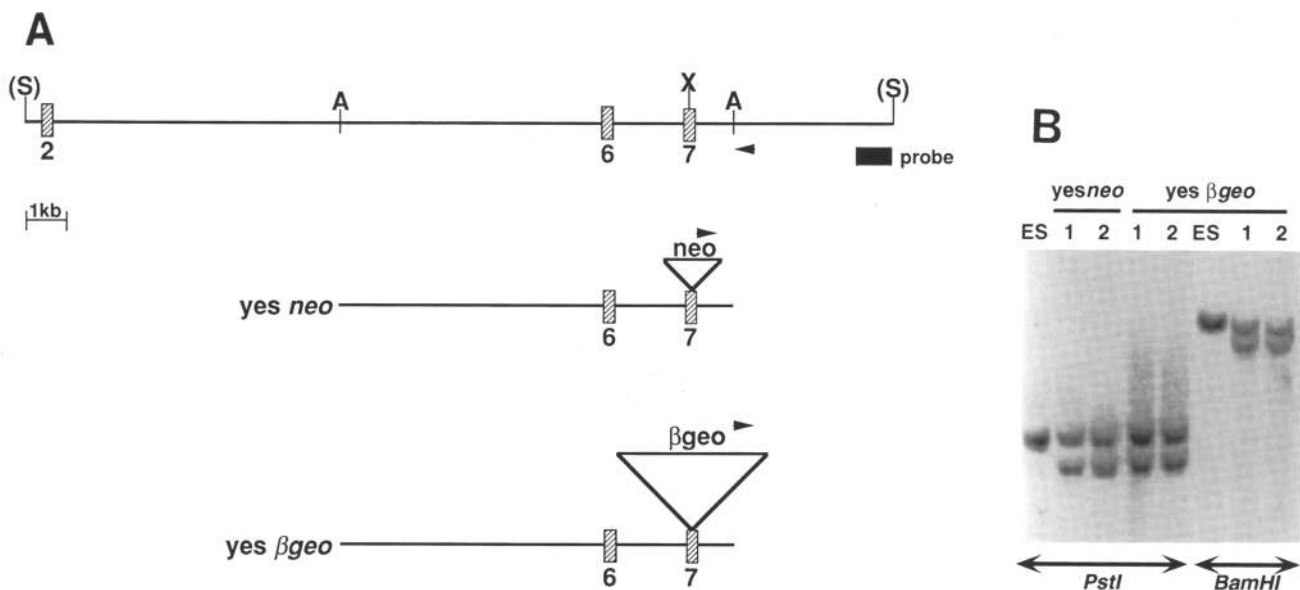 A
(S) A X A (S)
2 6 7 probe
1kb
neo
yes neo
6 7
βgeo
yes βgeo
6 7
B
yesneo yes βgeo
ES 1 2 1 2 ES 1 2
PstI BamHI